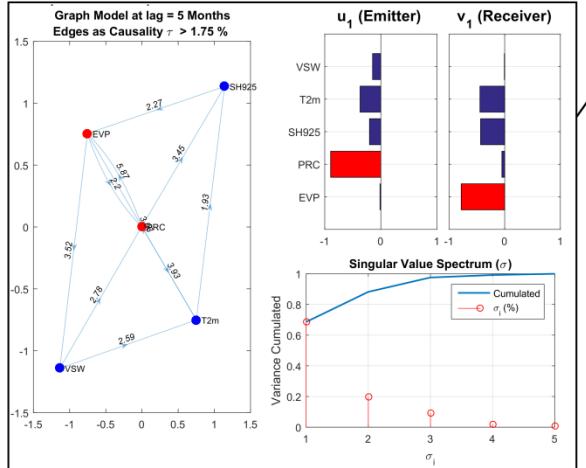 Graph Model at lag = 5 Months
Edges as Causality τ > 1.75 %
1.5
1
0.5
0
-0.5
-1
-1.5
-1.5
-1
-0.5
0
0.5
1
1.5
SH925
EVP
PRC
T2m
VSW
2.27
5.87
2.2
3.45
1.93
3.52
2.78
3.93
2.59
u1 (Emitter)
VSW
T2m
SH925
PRC
EVP
-1
0
1
v1 (Receiver)
-1
0
1
Singular Value Spectrum (σ)
Variance Cumulated
1
0.8
0.6
0.4
0.2
0
1
2
3
4
5
σi
Cumulated
σi (%)